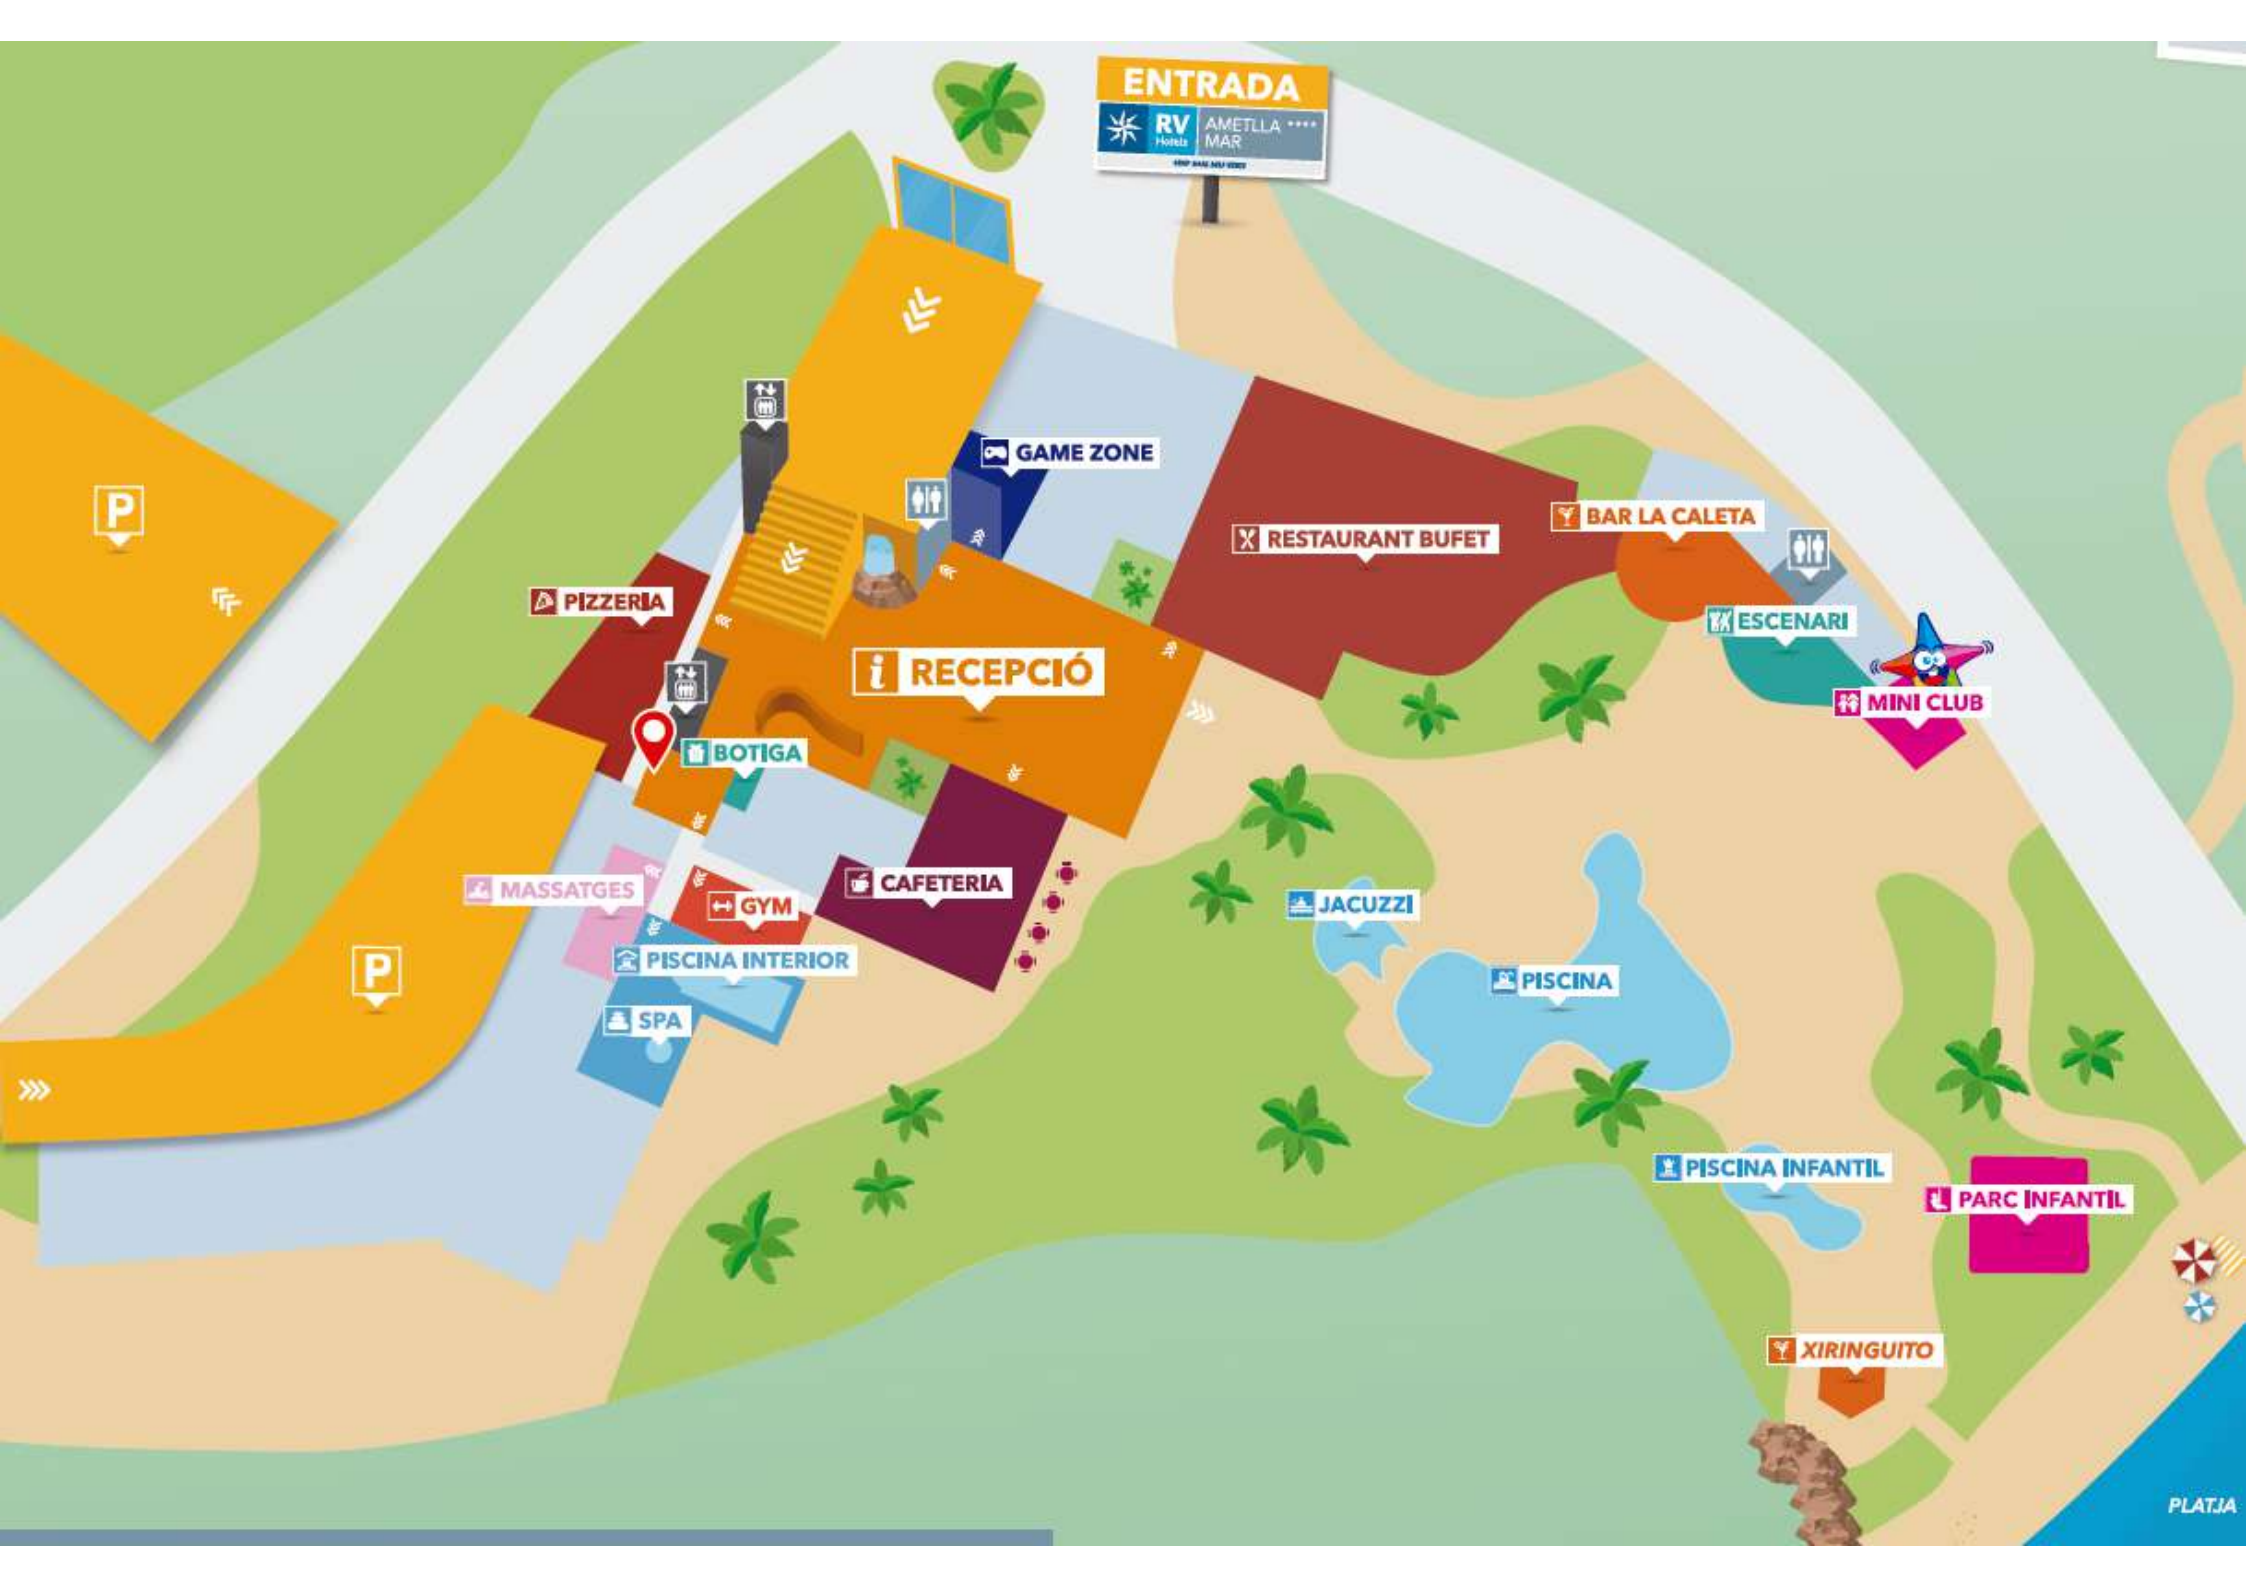 ENTRADA
RV
Hotels
AMETLLA ****
MAR
P
GAME ZONE
RESTAURANT BUFET
BAR LA CALETA
PIZZERIA
ESCENARI
i RECEPCIÓ
MINI CLUB
BOTIGA
MASSATGES
GYM
CAFETERIA
JACUZZI
P
PISCINA INTERIOR
PISCINA
SPA
PISCINA INFANTIL
PARC INFANTIL
XIRINGUITO
PLATJA